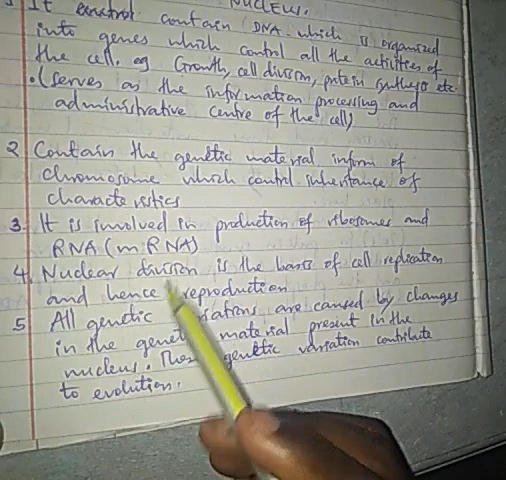 NUCLEUS.
1 It control contain DNA which is organized
into genes which control all the activities of
the cell. eg Growth, cell division, protein synthesis etc
(serves as the information processing and
administrative centre of the cell)
2 Contain the genetic material inform of
chromosome which control inheritance of
characteristics
3. It is involved in production of ribosomes and
RNA (mRNA)
4. Nuclear division is the basis of cell replication
and hence reproduction
5 All genetic are caused by changes
in the material present in the
nucleus. genetic variation contribute
to evolution.